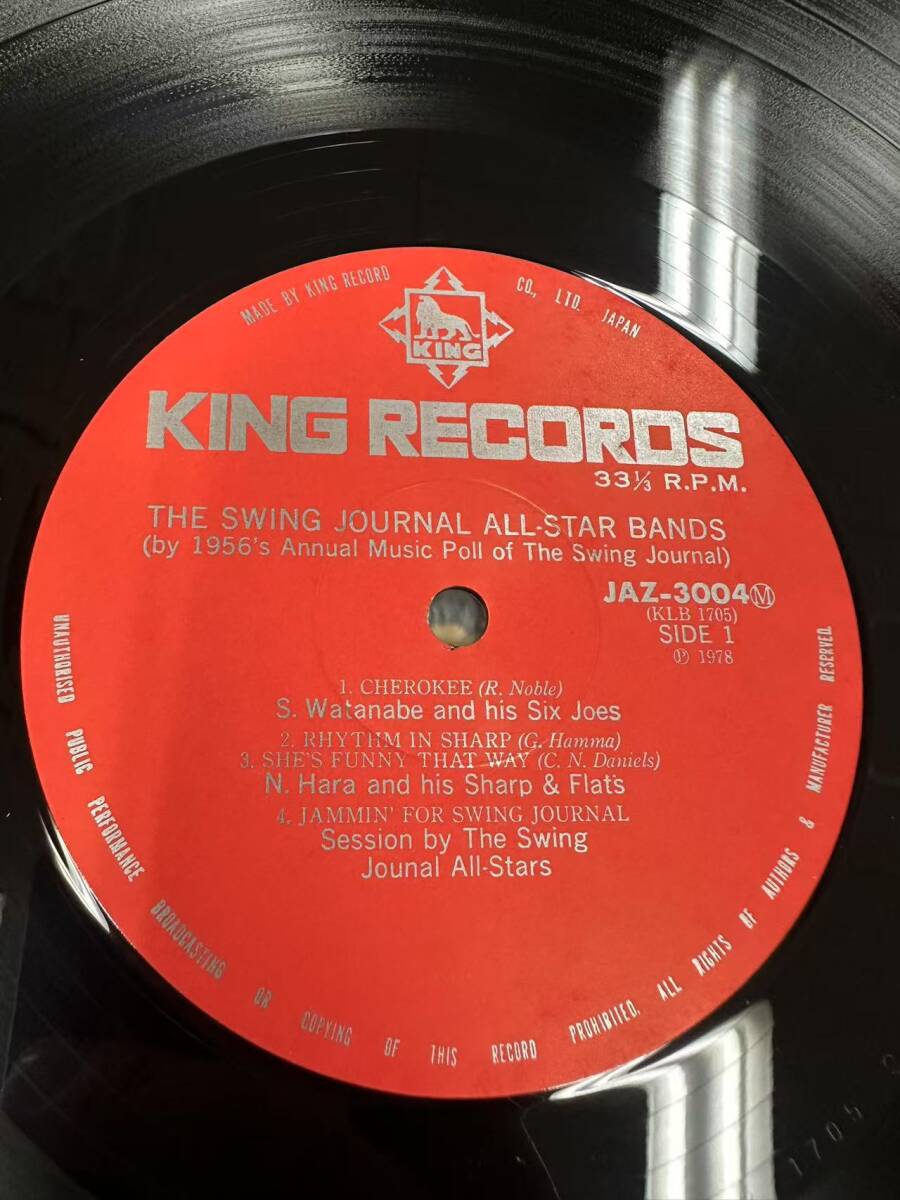 MADE BY KING RECORD CO., LTD. JAPAN
KING
KING RECORDS
33⅓ R.P.M.
THE SWING JOURNAL ALL-STAR BANDS
(by 1956's Annual Music Poll of The Swing Journal)
JAZ-3004Ⓜ
(KLB 1705)
SIDE 1
Ⓟ 1978
1. CHEROKEE (R. Noble)
S. Watanabe and his Six Joes
2. RHYTHM IN SHARP (G. Hamma)
3. SHE'S FUNNY THAT WAY (C. N. Daniels)
N. Hara and his Sharp & Flats
4. JAMMIN' FOR SWING JOURNAL
Session by The Swing
Jounal All-Stars
UNAUTHORISED PUBLIC PERFORMANCE BROADCASTING OR COPYING OF THIS RECORD PROHIBITED. ALL RIGHTS OF AUTHORS & MANUFACTURER RESERVED.
1705